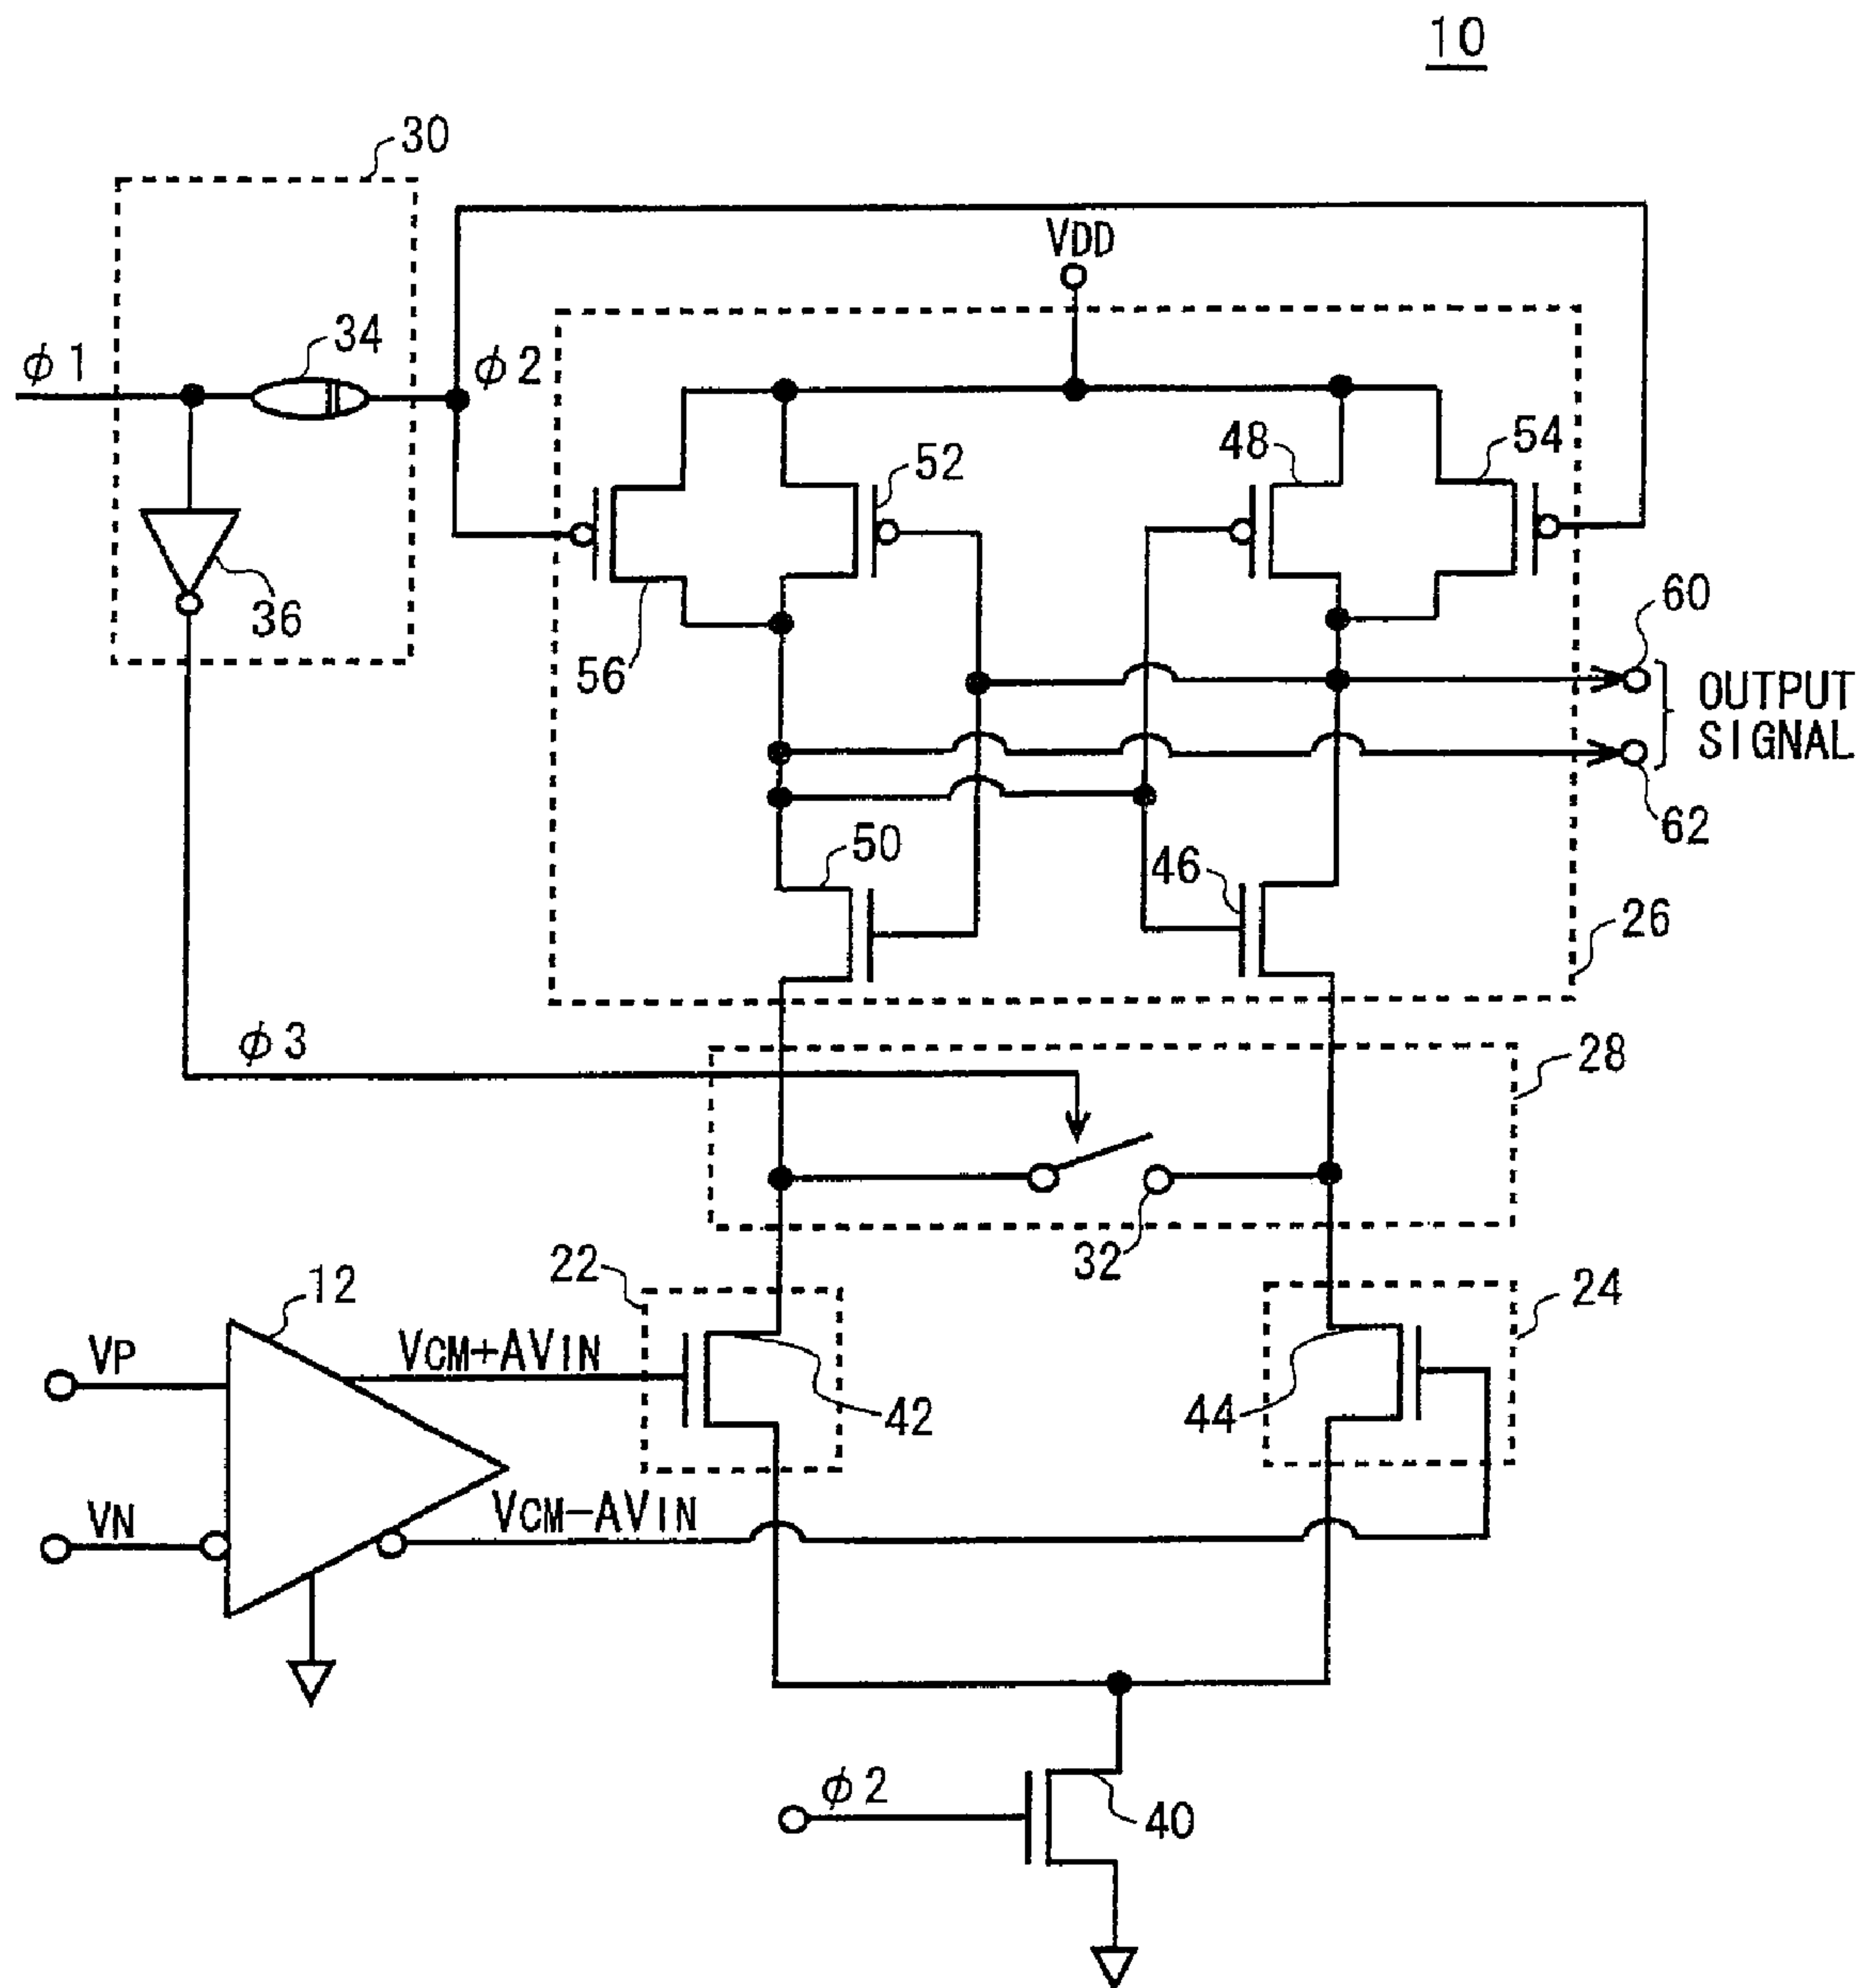 10
30
VDD
34
φ1
φ2
52
48
54
36
56
60
OUTPUT
SIGNAL
62
50
46
26
φ3
28
32
22
24
12
VP
VCM+AVIN
42
44
VN
VCM−AVIN
φ2
40